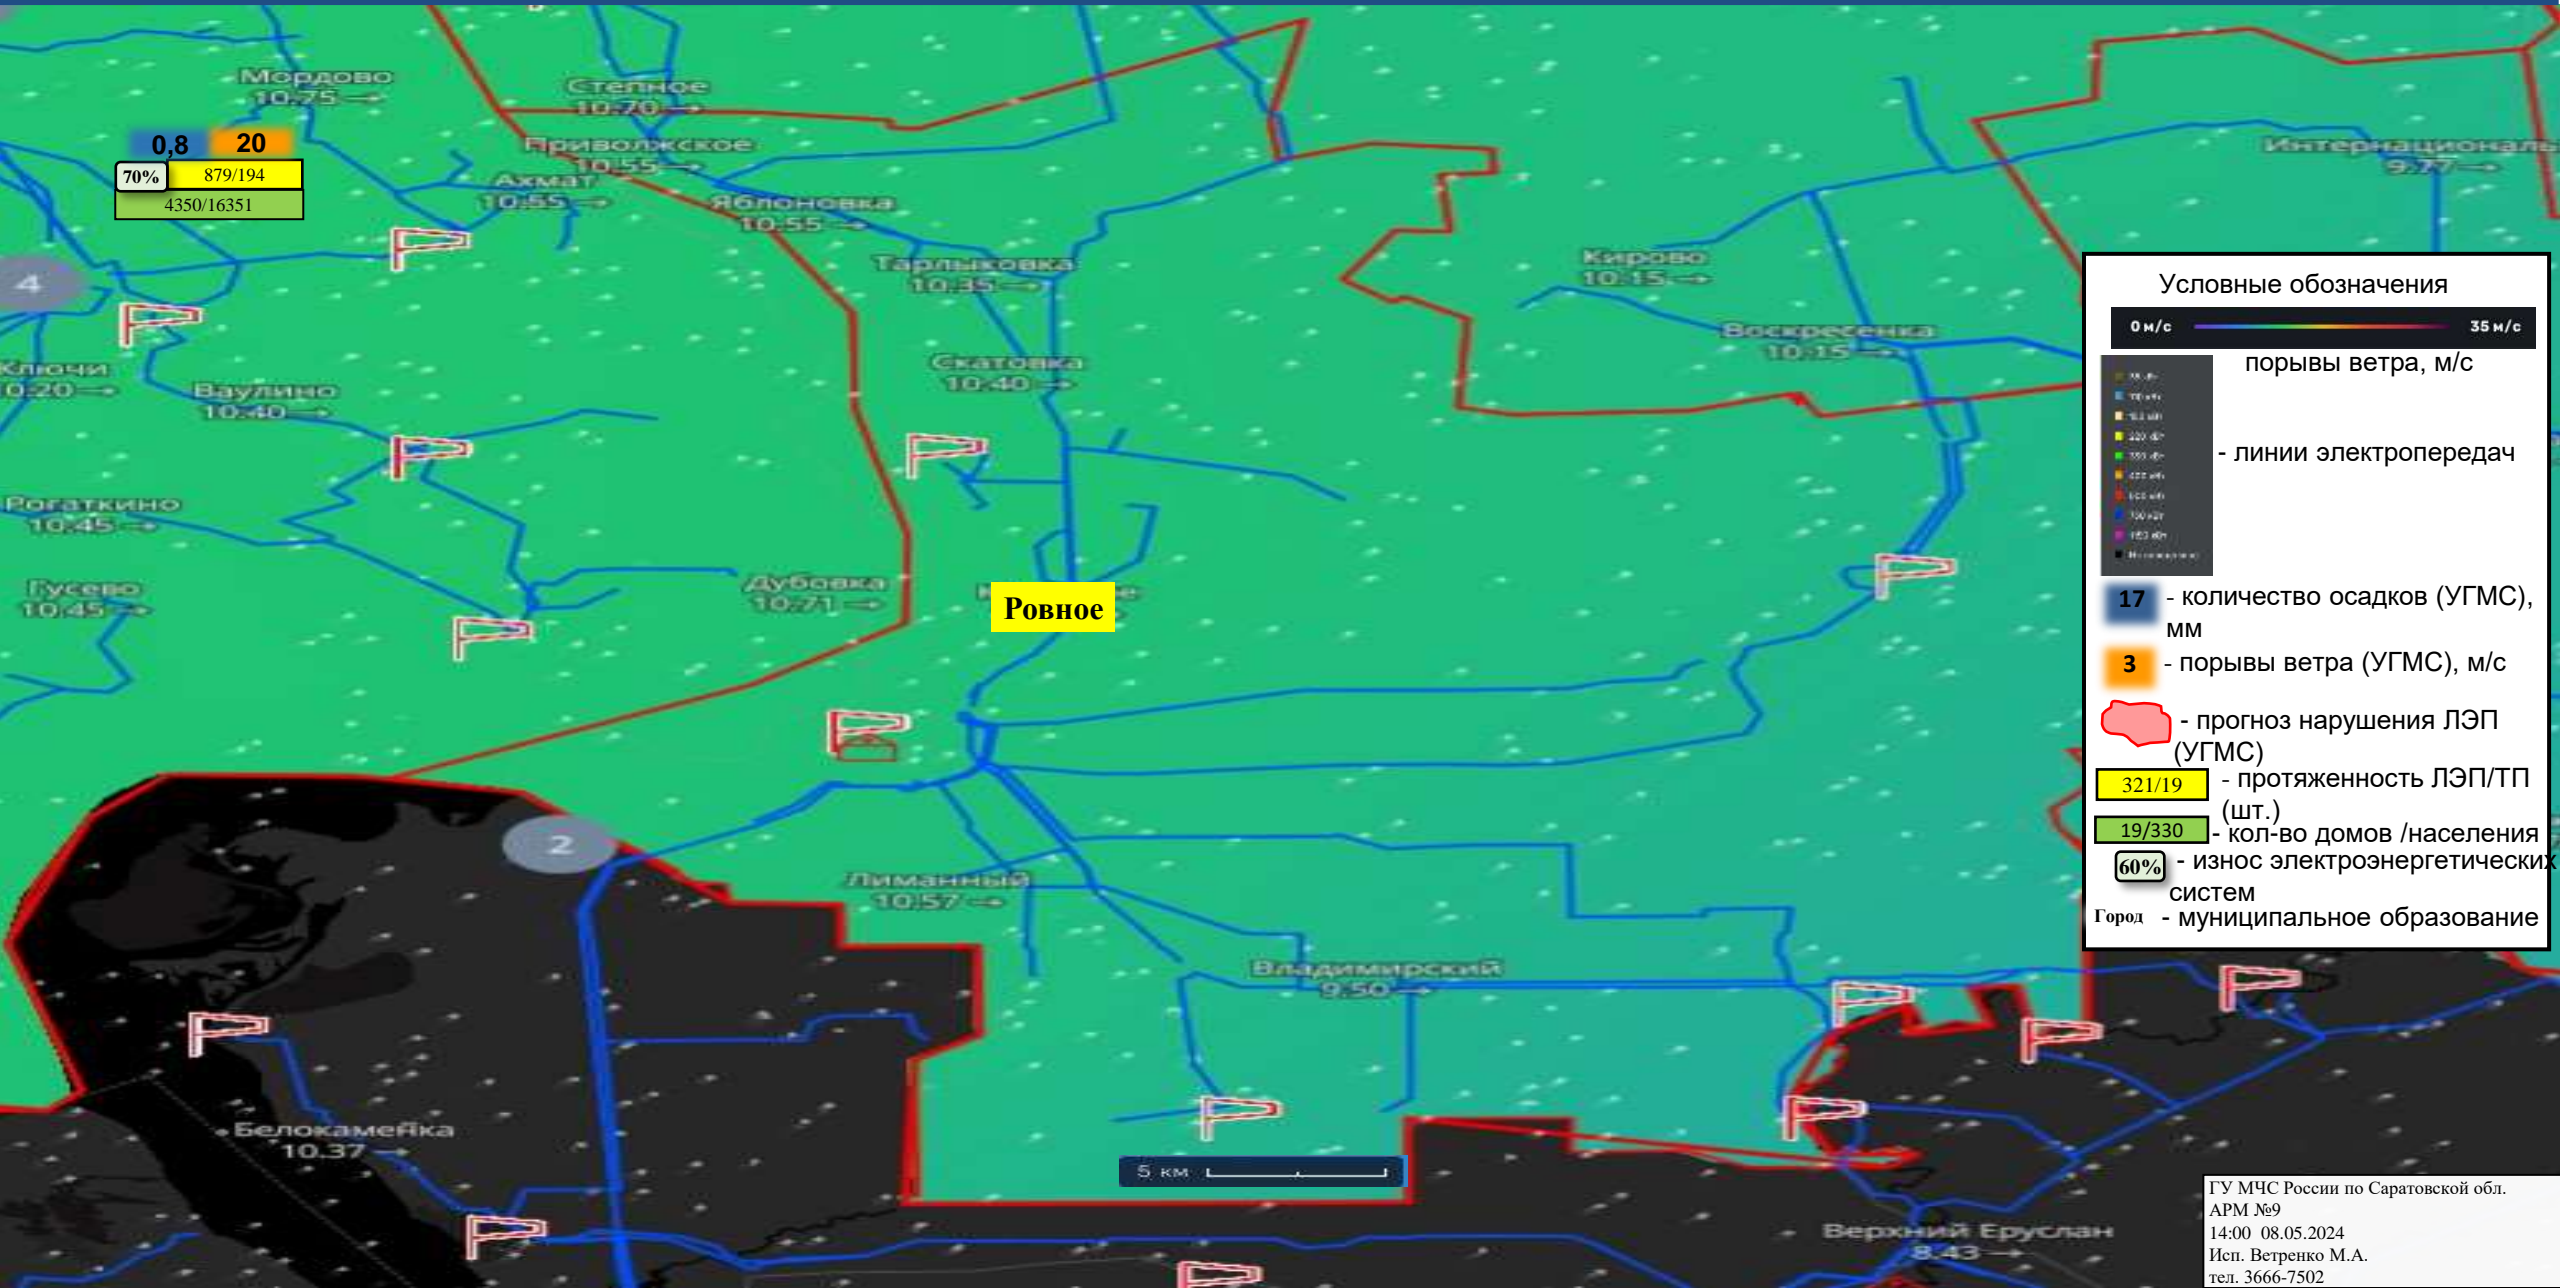 Мордово
10.75 →
Степное
10.70 →
0,8
20
70%
879/194
4350/16351
Приволжское
10.55 →
Ахмат
10.55 →
Яблоновка
10.55 →
Интернациональ
9.77 →
4
Тарлыковка
10.35 →
Кирово
10.15 →
Ключи
0.20 →
Ваулино
10.40 →
Скатовка
10.40 →
Воскресенка
10.15 →
Рогаткино
10.45 →
Гусево
10.45 →
Дубовка
10.71 →
Ровное
2
Лиманный
10.57 →
Владимирский
9.50 →
Белокаменка
10.37 →
5 км
Верхний Еруслан
8.43 →
Условные обозначения
0 м/с
35 м/с
порывы ветра, м/с
- линии электропередач
17 - количество осадков (УГМС),
мм
3 - порывы ветра (УГМС), м/с
- прогноз нарушения ЛЭП
(УГМС)
321/19 - протяженность ЛЭП/ТП
(шт.)
19/330 - кол-во домов /населения
60% - износ электроэнергетических
систем
Город - муниципальное образование
ГУ МЧС России по Саратовской обл.
АРМ №9
14:00 08.05.2024
Исп. Ветренко М.А.
тел. 3666-7502